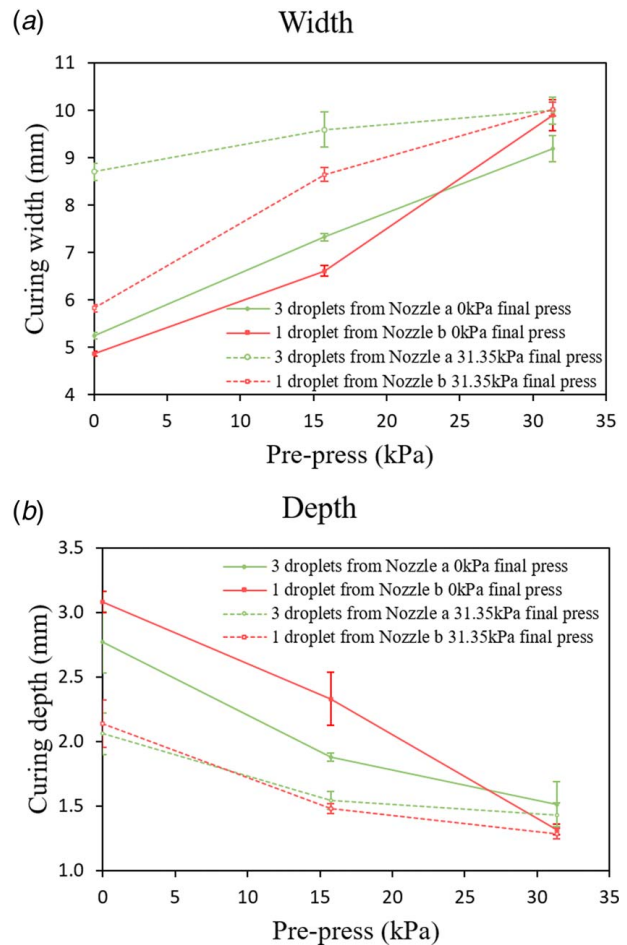 (a)
Width
11
10
9
8
7
6
5
4
Curing width (mm)
3 droplets from Nozzle a 0kPa final press
1 droplet from Nozzle b 0kPa final press
3 droplets from Nozzle a 31.35kPa final press
1 droplet from Nozzle b 31.35kPa final press
0 5 10 15 20 25 30 35
Pre-press (kPa)
(b)
Depth
3.5
3.0
2.5
2.0
1.5
1.0
Curing depth (mm)
3 droplets from Nozzle a 0kPa final press
1 droplet from Nozzle b 0kPa final press
3 droplets from Nozzle a 31.35kPa final press
1 droplet from Nozzle b 31.35kPa final press
0 5 10 15 20 25 30 35
Pre-press (kPa)